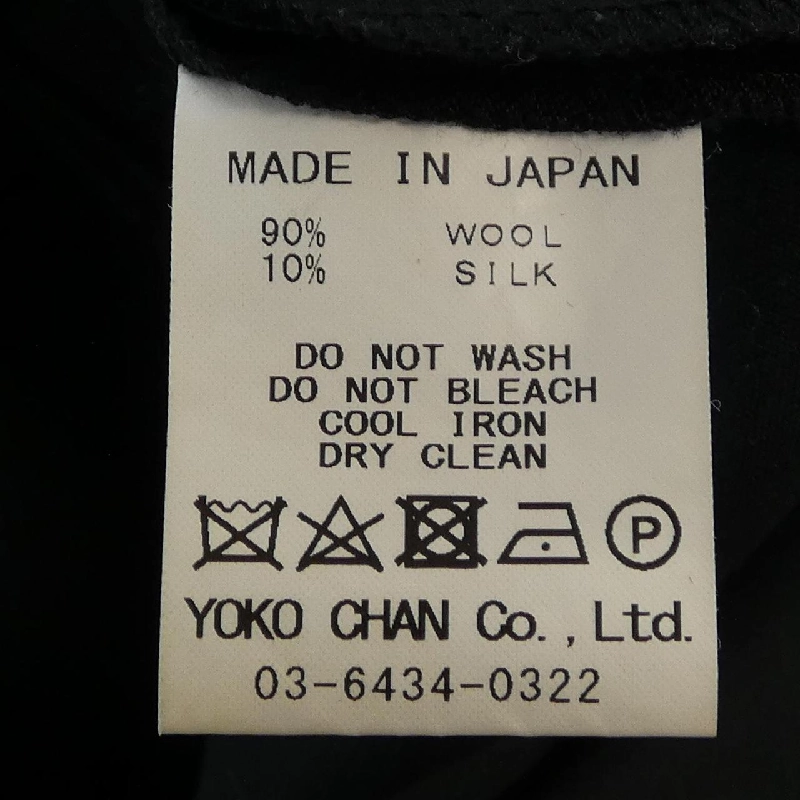 MADE IN JAPAN
90% WOOL
10% SILK
DO NOT WASH
DO NOT BLEACH
COOL IRON
DRY CLEAN
P
YOKO CHAN Co., Ltd.
03-6434-0322